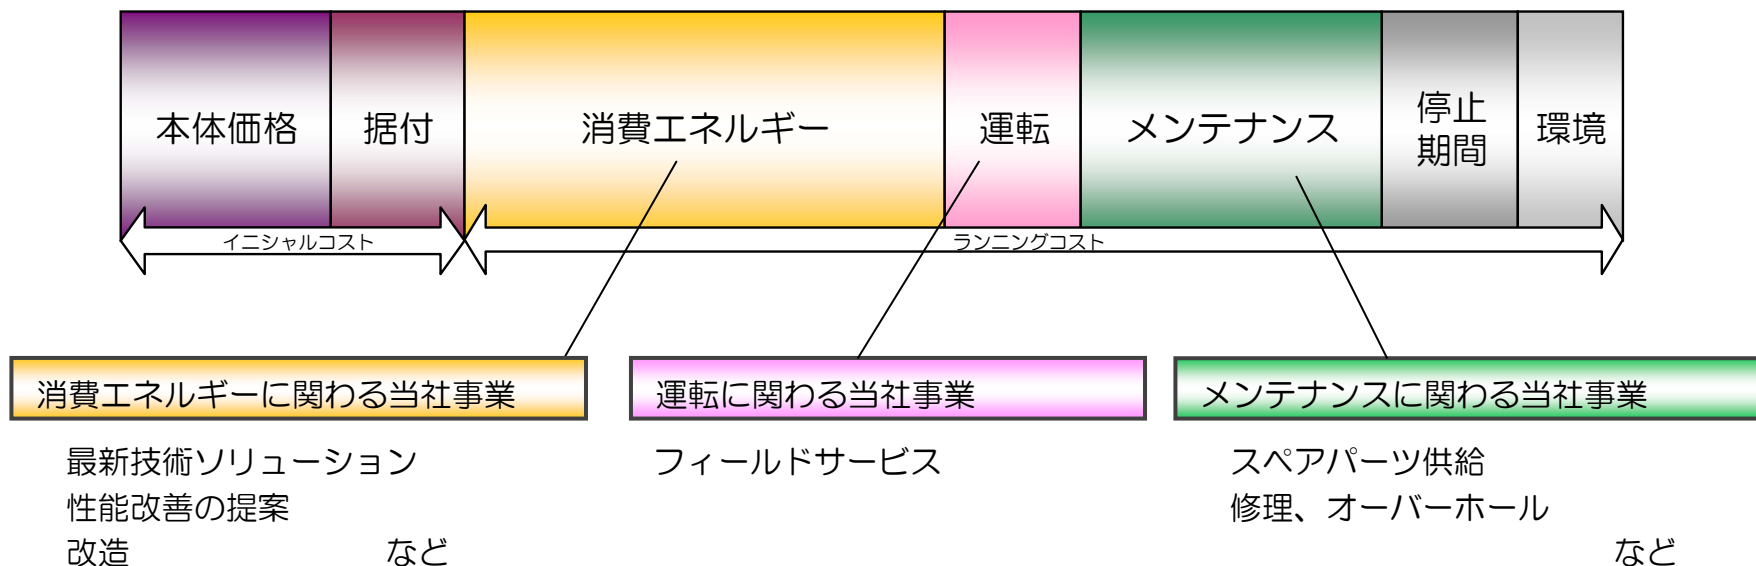 本体価格
据付
消費エネルギー
運転
メンテナンス
停止
期間
環境
イニシャルコスト
ランニングコスト
消費エネルギーに関わる当社事業
最新技術ソリューション
性能改善の提案
改造 など
運転に関わる当社事業
フィールドサービス
メンテナンスに関わる当社事業
スペアパーツ供給
修理、オーバーホール
など